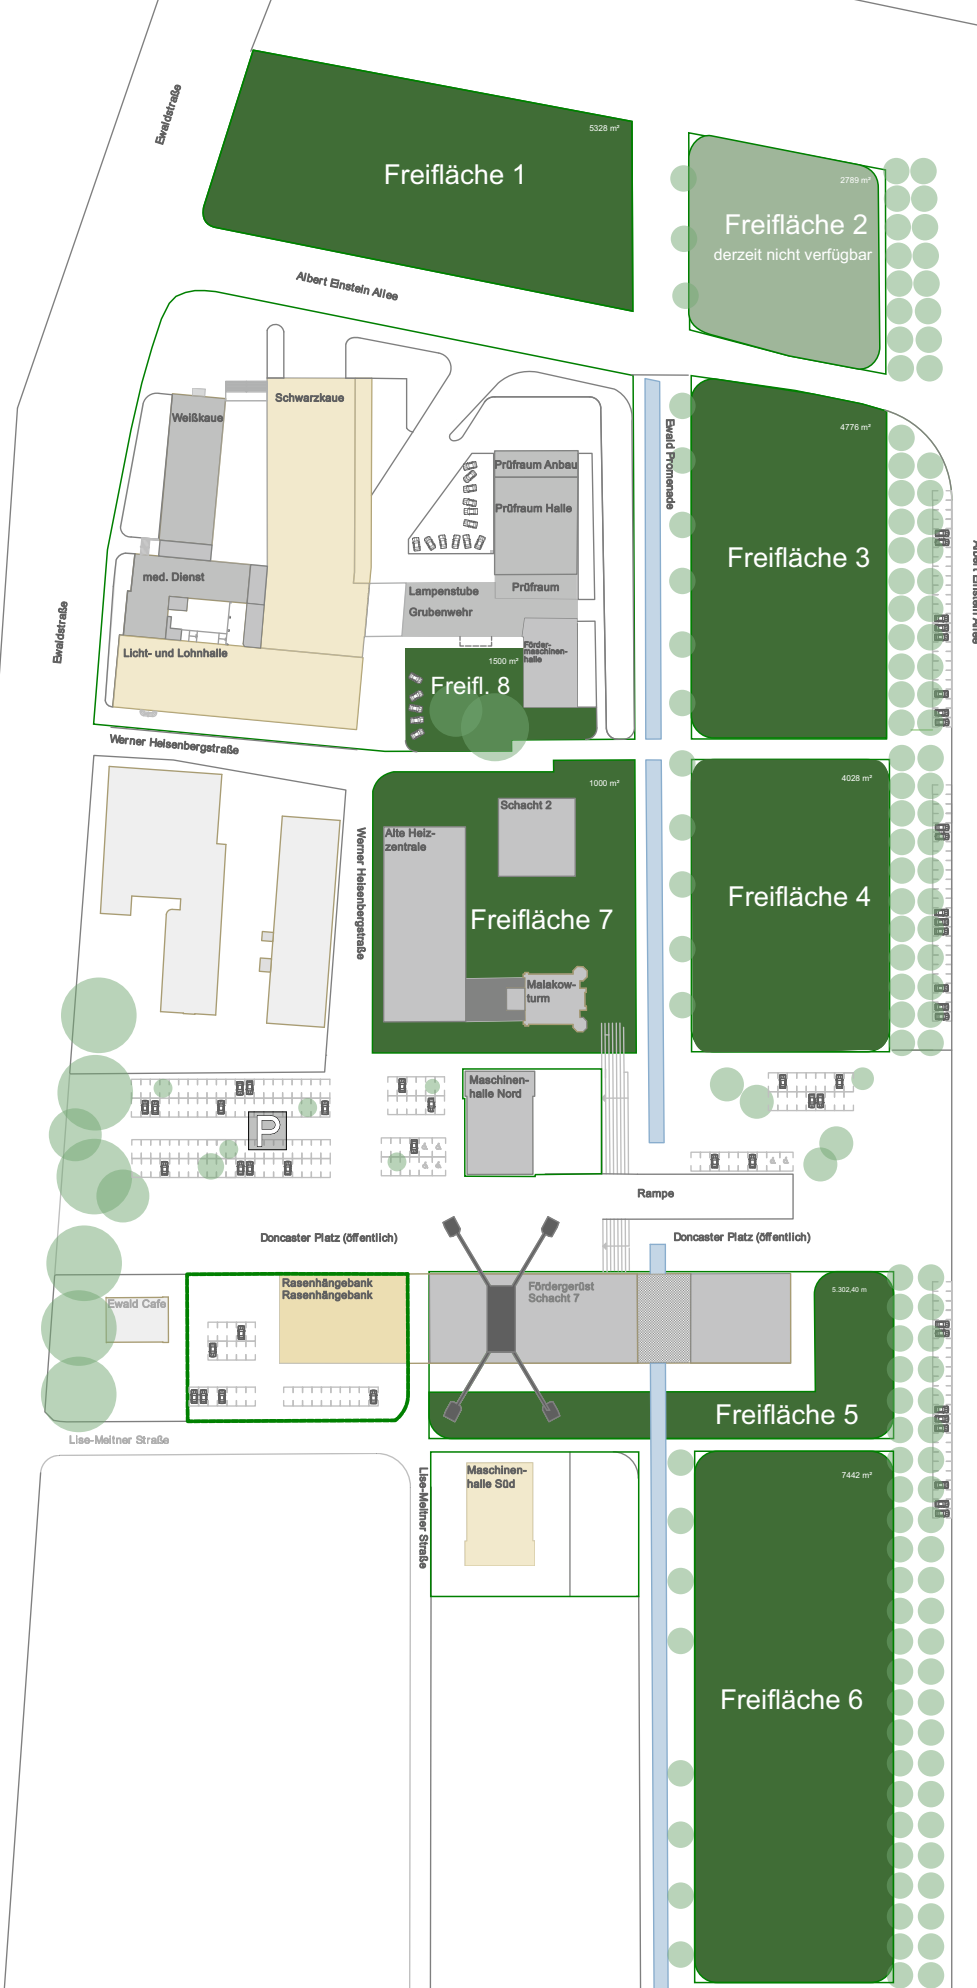 Ewaldstraße
5328 m²
Freifläche 1
2789 m²
Freifläche 2
derzeit nicht verfügbar
Albert Einstein Allee
Schwarzkaue
Weißkaue
Ewald Promenade
4776 m²
Prüfraum Anbau
Prüfraum Halle
Freifläche 3
Albert Einstein Allee
med. Dienst
Lampenstube
Prüfraum
Grubenwehr
Ewaldstraße
Licht- und Lohnhalle
Förder-
maschinen-
halle
1500 m²
Freifl. 8
Werner Heisenbergstraße
1000 m²
4028 m²
Schacht 2
Alte Heiz-
zentrale
Werner Heisenbergstraße
Freifläche 4
Freifläche 7
Malakow-
turm
Maschinen-
halle Nord
P
Rampe
Doncaster Platz (öffentlich)
Doncaster Platz (öffentlich)
Rasenhängebank
Rasenhängebank
Fördergerüst
Schacht 7
5.302,40 m
Ewald Cafe
Freifläche 5
Lise-Meitner Straße
Lise-Meitner Straße
Maschinen-
halle Süd
7442 m²
Freifläche 6